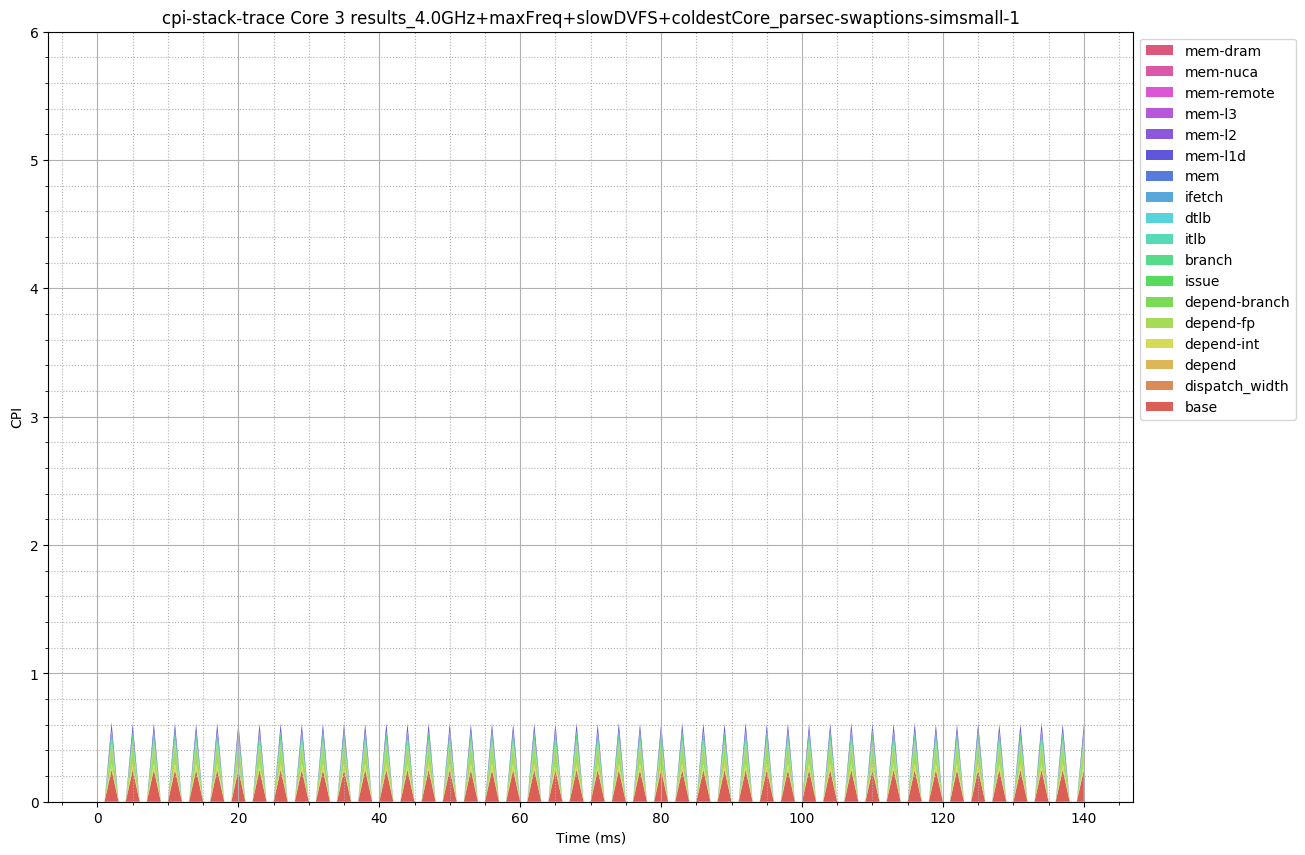 cpi-stack-trace Core 3 results_4.0GHz+maxFreq+slowDVFS+coldestCore_parsec-swaptions-simsmall-1
6
5
4
3
2
1
0
CPI
0 20 40 60 80 100 120 140
Time (ms)
mem-dram
mem-nuca
mem-remote
mem-l3
mem-l2
mem-l1d
mem
ifetch
dtlb
itlb
branch
issue
depend-branch
depend-fp
depend-int
depend
dispatch_width
base